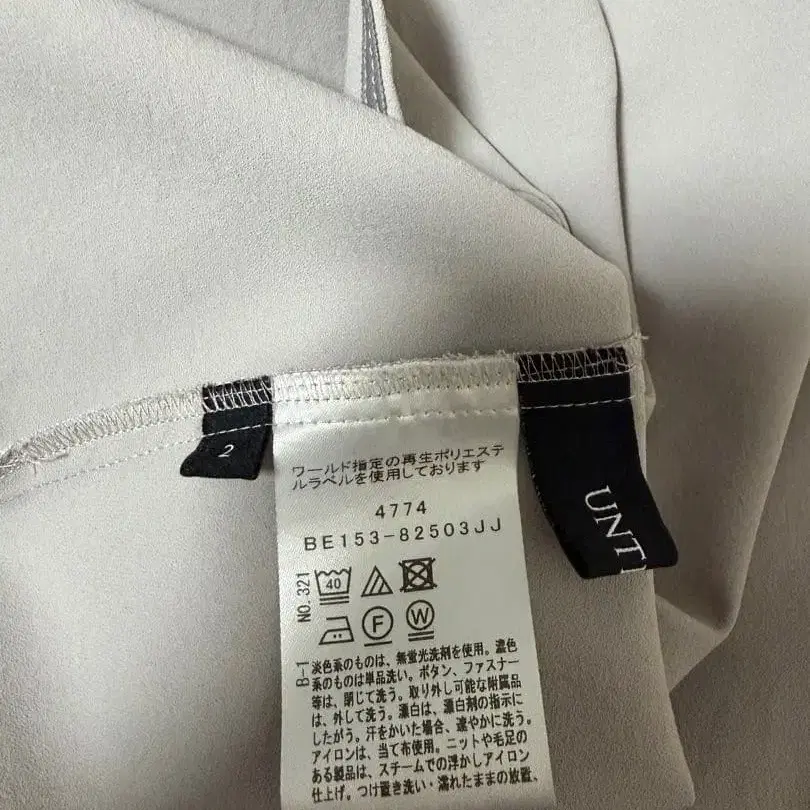 2
ワールド指定の再生ポリエステ
ルラベルを使用しております
UNT
4774
BE153-82503JJ
NO.321
40
F
W
B-1
淡色系のものは、無蛍光洗剤を使用。濃色
系のものは単品洗い。ボタン、ファスナー
等は、閉じて洗う。取り外し可能な附属品
は、外して洗う。漂白は、漂白剤の指示に
したがう。汗をかいた場合、速やかに洗う。
アイロンは、当て布使用。ニットや毛足の
ある製品は、スチームでの浮かしアイロン
仕上げ。つけ置き洗い・濡れたままの放置、